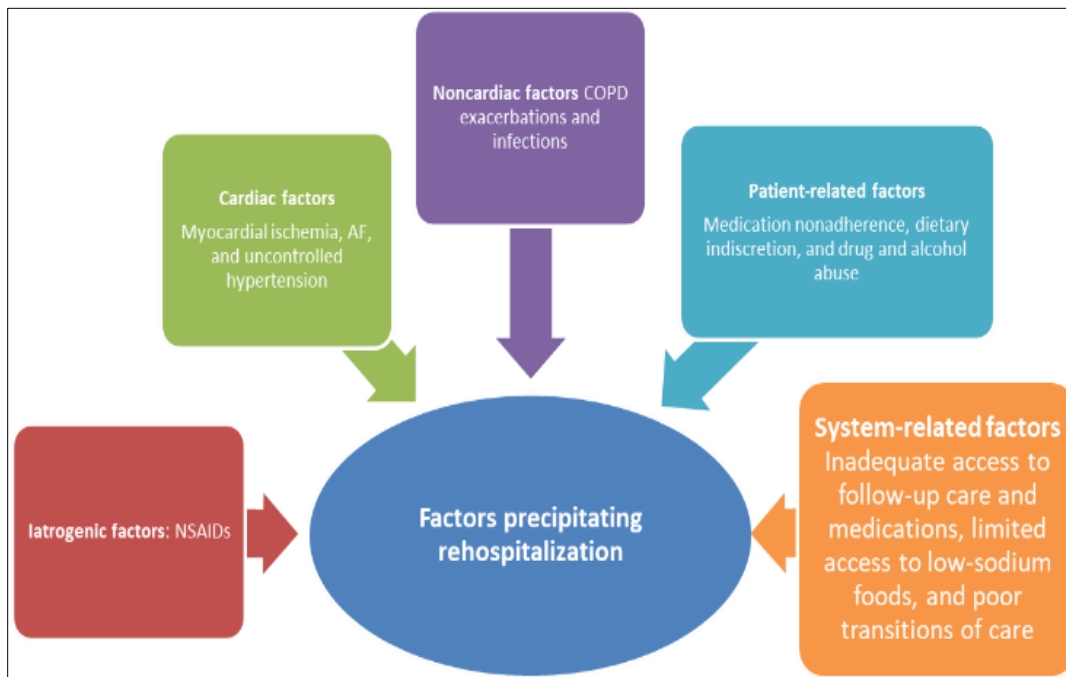 Noncardiac factors COPD
exacerbations and
infections
Cardiac factors
Myocardial ischemia, AF,
and uncontrolled
hypertension
Patient-related factors
Medication nonadherence, dietary
indiscretion, and drug and alcohol
abuse
Iatrogenic factors: NSAIDs
Factors precipitating
rehospitalization
System-related factors
Inadequate access to
follow-up care and
medications, limited
access to low-sodium
foods, and poor
transitions of care